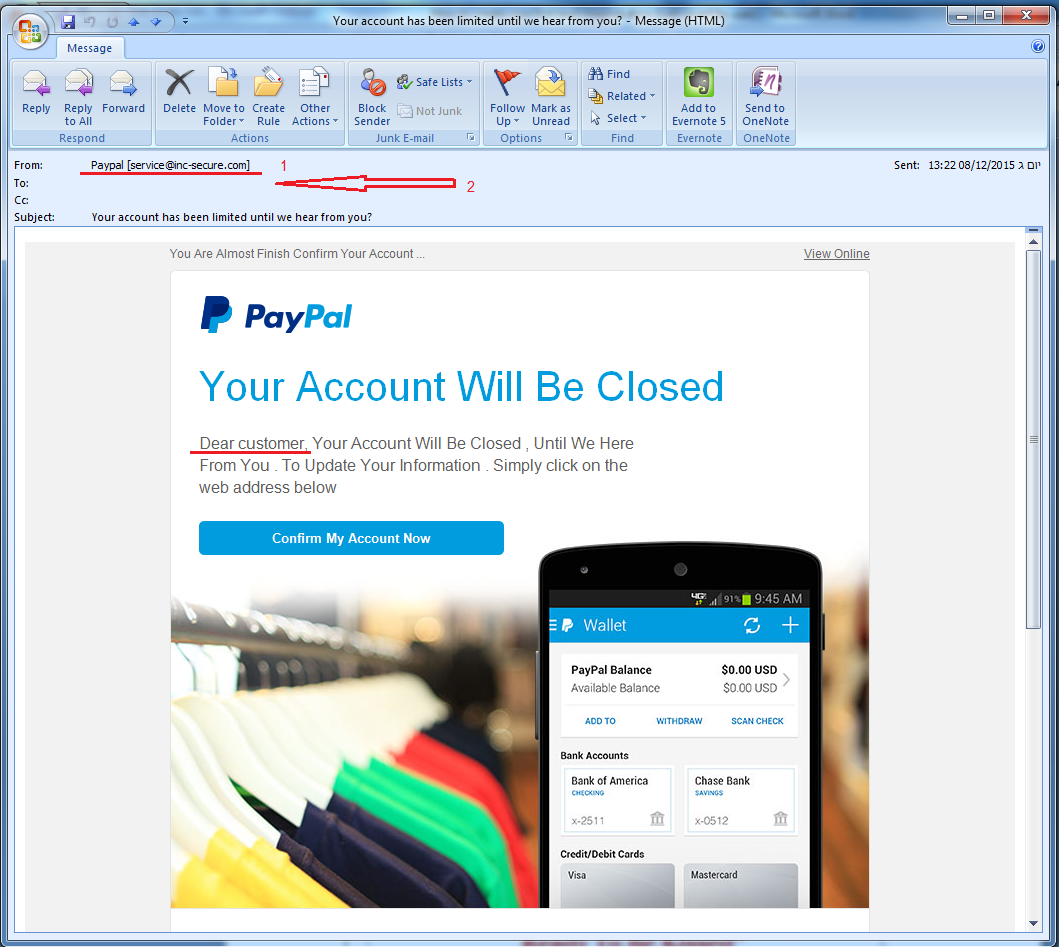 Your account has been limited until we hear from you? - Message (HTML)
Message
Reply
Reply to All
Forward
Respond
Delete
Move to Folder
Create Rule
Other Actions
Actions
Block Sender
Safe Lists
Not Junk
Junk E-mail
Follow Up
Mark as Unread
Options
Find
Related
Select
Find
Add to Evernote 5
Evernote
Send to OneNote
OneNote
From: Paypal [service@inc-secure.com] 1
Sent: יום ג 08/12/2015 13:22
To: 2
Cc:
Subject: Your account has been limited until we hear from you?
You Are Almost Finish Confirm Your Account ...
View Online
PayPal
Your Account Will Be Closed
Dear customer, Your Account Will Be Closed , Until We Here
From You . To Update Your Information . Simply click on the
web address below
Confirm My Account Now
4G 91% 9:45 AM
Wallet
PayPal Balance $0.00 USD
Available Balance $0.00 USD
ADD TO WITHDRAW SCAN CHECK
Bank Accounts
Bank of America
CHECKING
x-2511
Chase Bank
SAVINGS
x-0512
Credit/Debit Cards
Visa
Mastercard